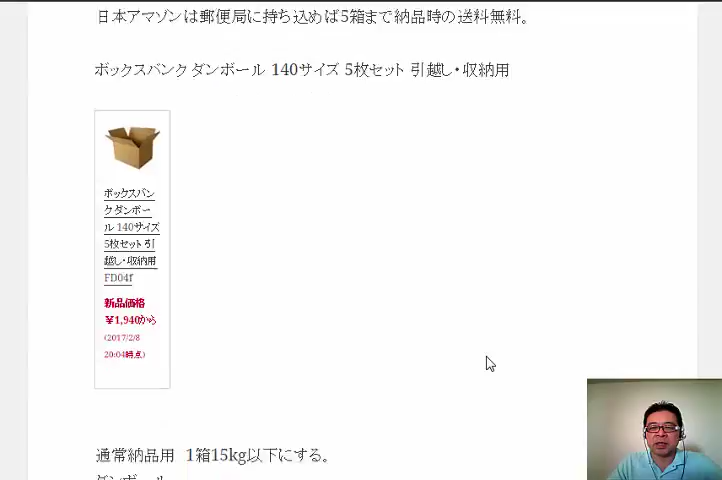 日本アマゾンは郵便局に持ち込めば5箱まで納品時の送料無料。
ボックスバンク ダンボール 140サイズ 5枚セット 引越し・収納用
ボックスバン
ク ダンボー
ル 140サイズ
5枚セット 引
越し・収納用
FD04f
新品価格
￥1,940から
(2017/2/8
20:04時点)
通常納品用 1箱15kg以下にする。
ダンボール